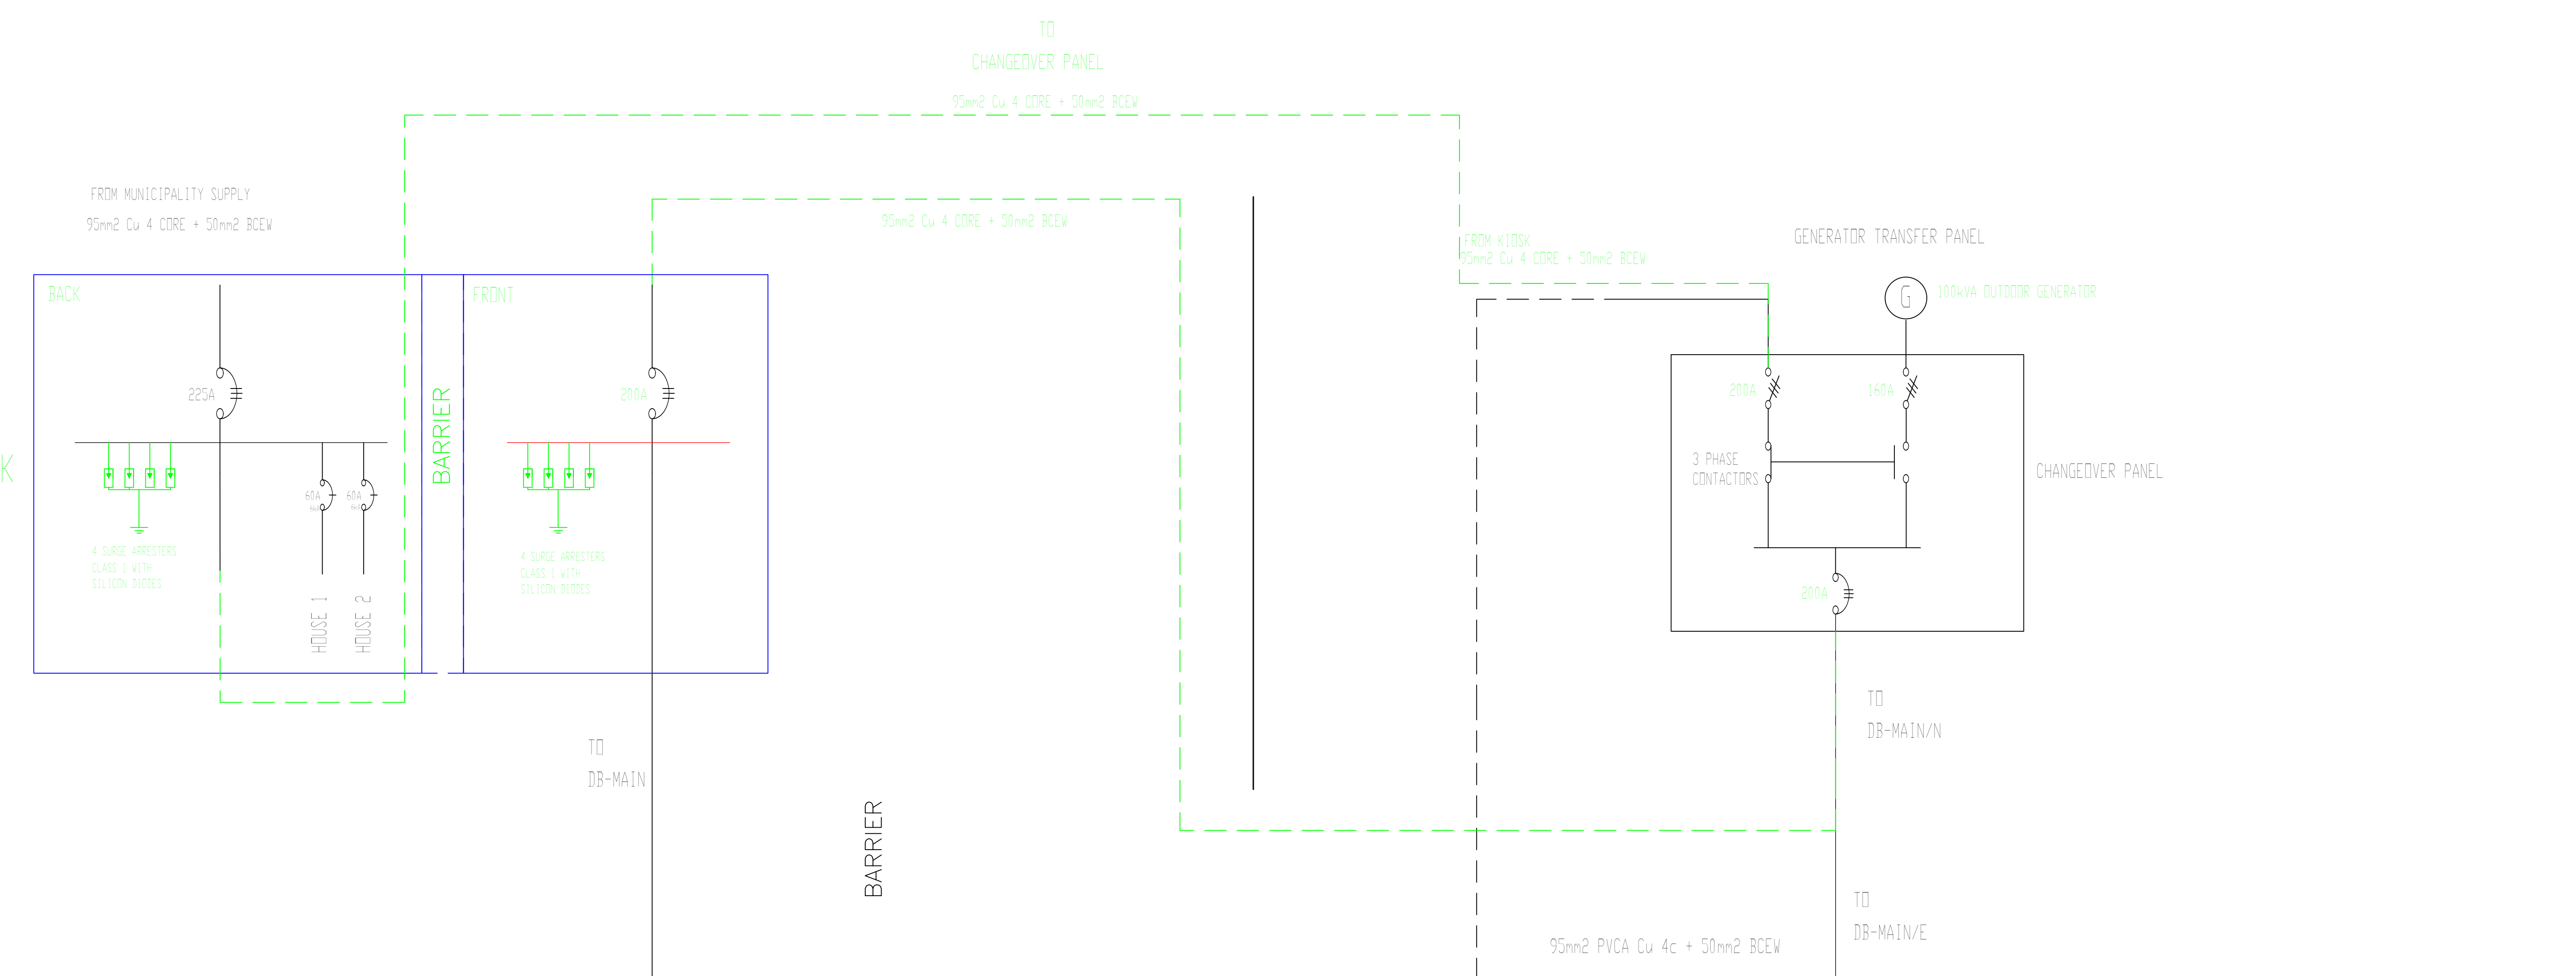 TO
CHANGEOVER PANEL
95mm2 Cu 4 CORE + 50mm2 BCEW
FROM MUNICIPALITY SUPPLY
95mm2 Cu 4 CORE + 50mm2 BCEW
95mm2 Cu 4 CORE + 50mm2 BCEW
FROM KIOSK
95mm2 Cu 4 CORE + 50mm2 BCEW
GENERATOR TRANSFER PANEL
G
100kVA OUTDOOR GENERATOR
BACK
225A
60A
60A
4 SURGE ARRESTERS
CLASS 1 WITH
SILICON DIODES
HOUSE 1
HOUSE 2
K
BARRIER
FRONT
200A
4 SURGE ARRESTERS
CLASS 1 WITH
SILICON DIODES
TO
DB-MAIN
BARRIER
200A
160A
3 PHASE
CONTACTORS
CHANGEOVER PANEL
200A
TO
DB-MAIN/N
TO
DB-MAIN/E
95mm2 PVCA Cu 4c + 50mm2 BCEW